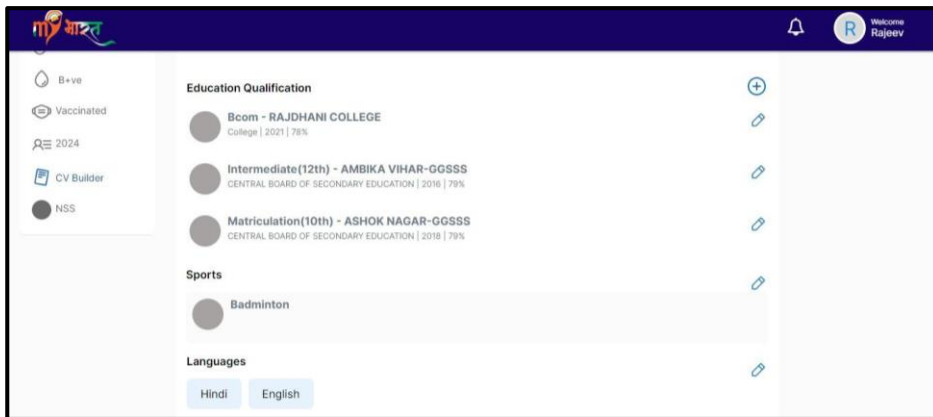 my भारत
Welcome
Rajeev
B+ve
Vaccinated
2024
CV Builder
NSS
Education Qualification
Bcom - RAJDHANI COLLEGE
College | 2021 | 78%
Intermediate(12th) - AMBIKA VIHAR-GGSSS
CENTRAL BOARD OF SECONDARY EDUCATION | 2016 | 79%
Matriculation(10th) - ASHOK NAGAR-GGSSS
CENTRAL BOARD OF SECONDARY EDUCATION | 2018 | 79%
Sports
Badminton
Languages
Hindi English
R